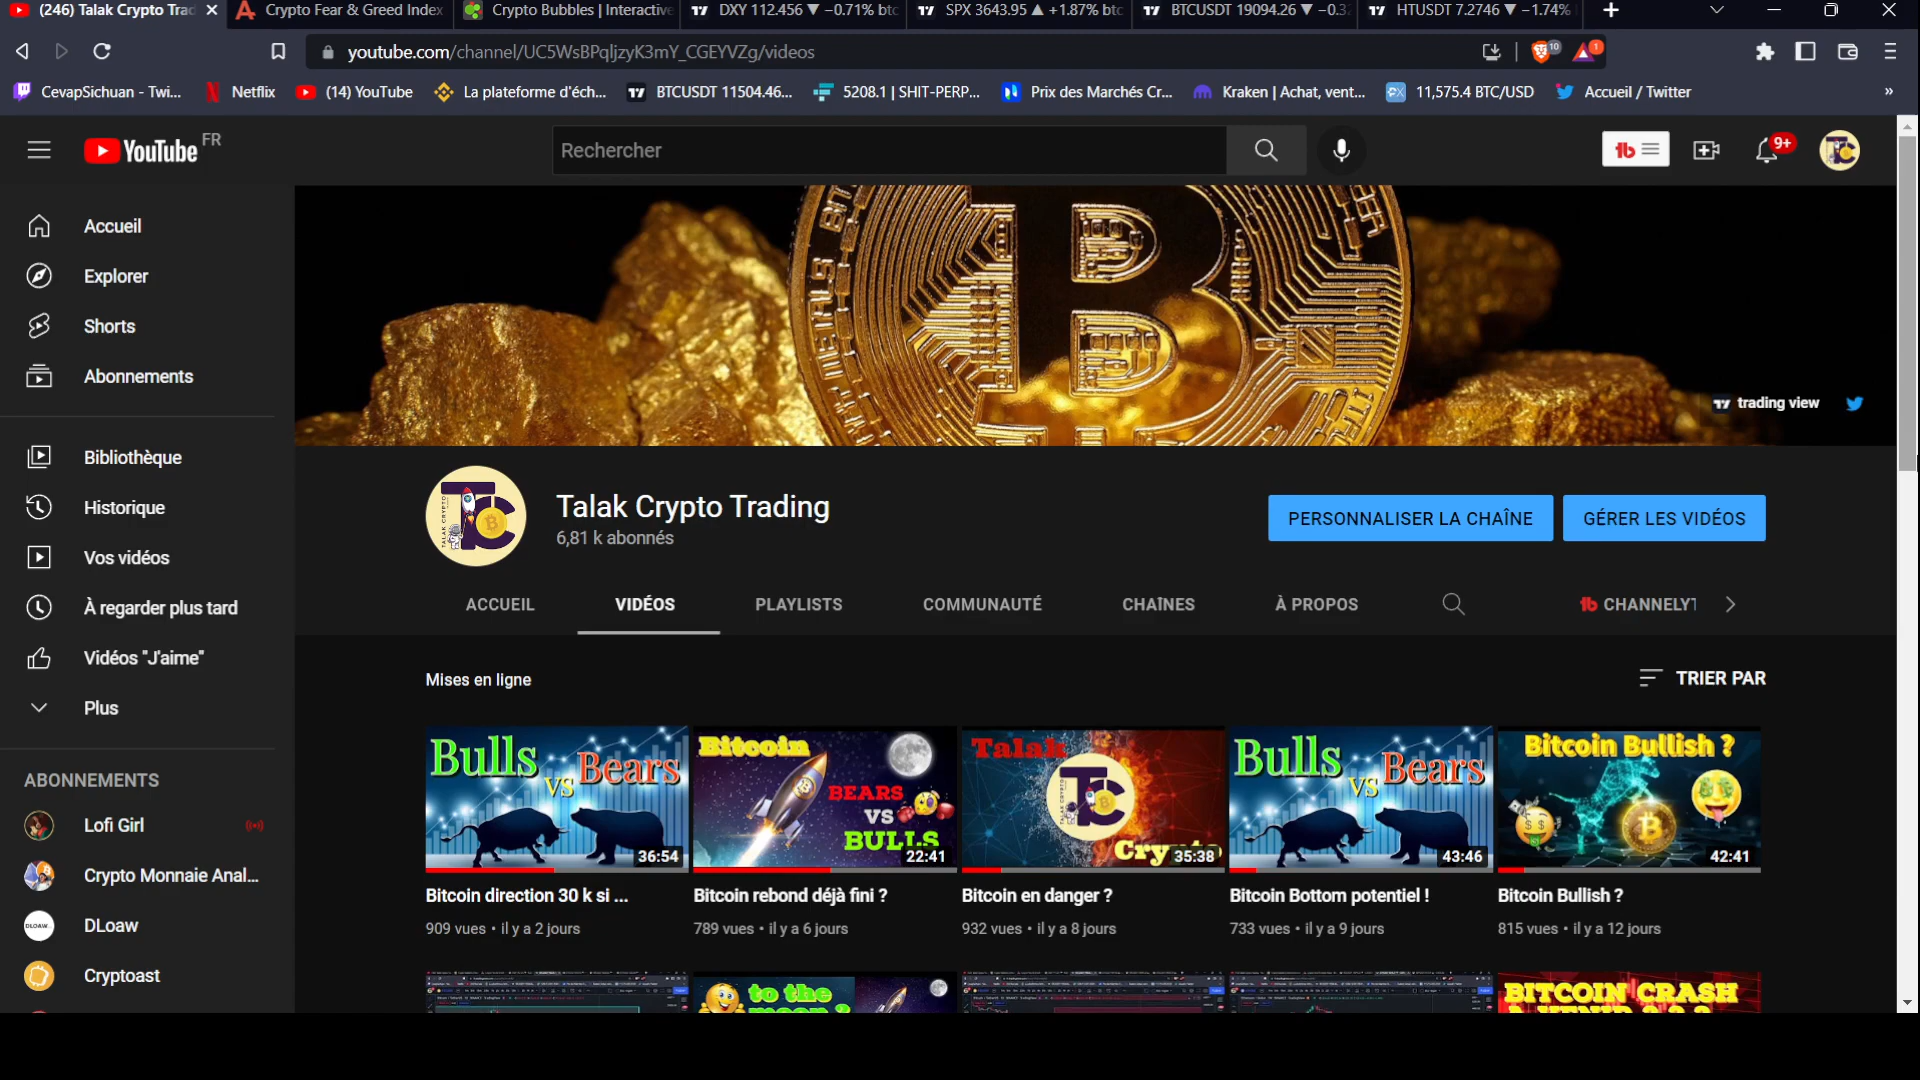 (246) Talak Crypto Tra
Crypto Fear & Greed Index
Crypto Bubbles | Interactive
DXY 112.456 ▼ −0.71% btc
SPX 3643.95 ▲ +1.87% btc
BTCUSDT 19094.26 ▼ −0.3
HTUSDT 7.2746 ▼ −1.74%
youtube.com/channel/UC5WsBPqljzyK3mY_CGEYVZg/videos
10
1
CevapSichuan - Twi...
Netflix
(14) YouTube
La plateforme d'éch...
BTCUSDT 11504.46...
5208.1 | SHIT-PERP...
Prix des Marchés Cr...
Kraken | Achat, vent...
11,575.4 BTC/USD
Accueil / Twitter
»
YouTube FR
Rechercher
9+
Accueil
Explorer
Shorts
Abonnements
Bibliothèque
Historique
Vos vidéos
À regarder plus tard
Vidéos "J'aime"
Plus
ABONNEMENTS
Lofi Girl
Crypto Monnaie Anal...
DLoaw
Cryptoast
trading view
Talak Crypto Trading
6,81 k abonnés
PERSONNALISER LA CHAÎNE
GÉRER LES VIDÉOS
ACCUEIL
VIDÉOS
PLAYLISTS
COMMUNAUTÉ
CHAÎNES
À PROPOS
CHANNELYT
Mises en ligne
TRIER PAR
Bulls vs Bears
36:54
Bitcoin direction 30 k si ...
909 vues • il y a 2 jours
Bitcoin
BEARS
VS
BULLS
22:41
Bitcoin rebond déjà fini ?
789 vues • il y a 6 jours
Talak
Crypto
35:38
Bitcoin en danger ?
932 vues • il y a 8 jours
Bulls vs Bears
43:46
Bitcoin Bottom potentiel !
733 vues • il y a 9 jours
Bitcoin Bullish ?
42:41
Bitcoin Bullish ?
815 vues • il y a 12 jours
to the
moon ?
BITCOIN CRASH
A VENIR ? ? ?